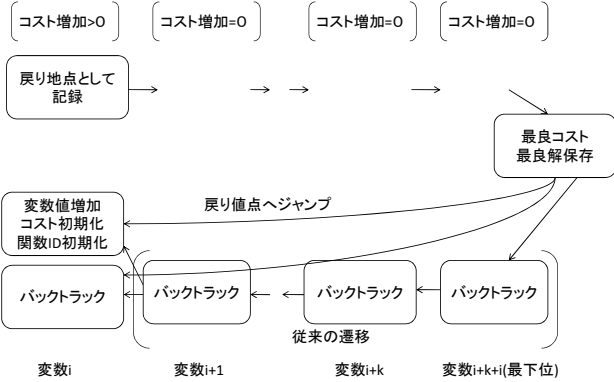 コスト増加>0
コスト増加=0
コスト増加=0
コスト増加=0
戻り地点として
記録
最良コスト
最良解保存
変数値増加
コスト初期化
関数ID初期化
戻り値点へジャンプ
バックトラック
バックトラック
バックトラック
バックトラック
従来の遷移
変数i
変数i+1
変数i+k
変数i+k+i(最下位)